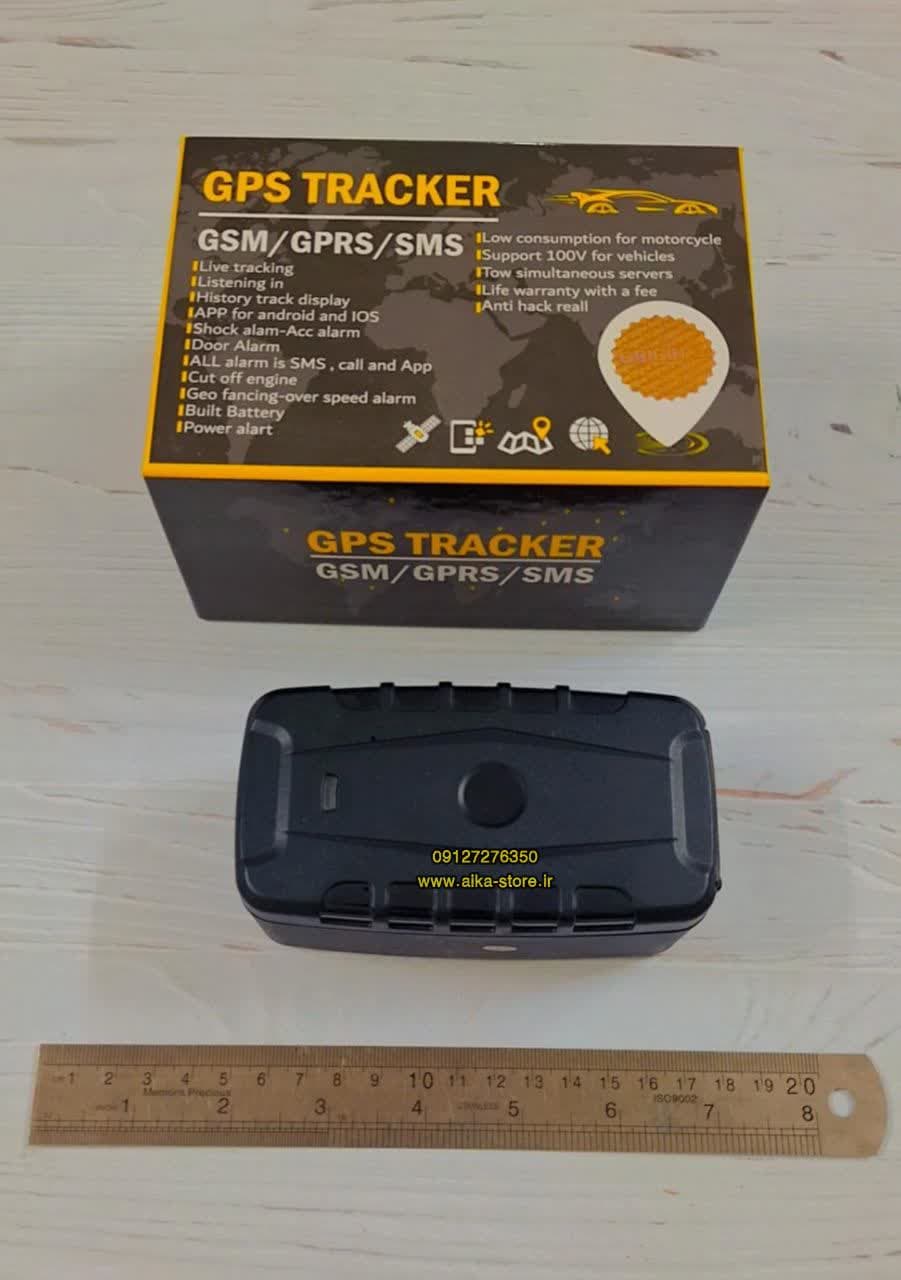 GPS TRACKER
GSM/GPRS/SMS
Live tracking
Listening in
History track display
APP for android and IOS
Shock alam-Acc alarm
Door Alarm
ALL alarm is SMS , call and App
Cut off engine
Geo fancing-over speed alarm
Built Battery
Power alart
Low consumption for motorcycle
Support 100V for vehicles
Tow simultaneous servers
Life warranty with a fee
Anti hack reall
GPS TRACKER
GSM/GPRS/SMS
09127276350
www.aika-store.ir
1 2 3 4 5 6 7 8 9 10 11 12 13 14 15 16 17 18 19 20
Memons Precious
ISO9002
1 2 3 4 STAINLESS 5 6 7 8